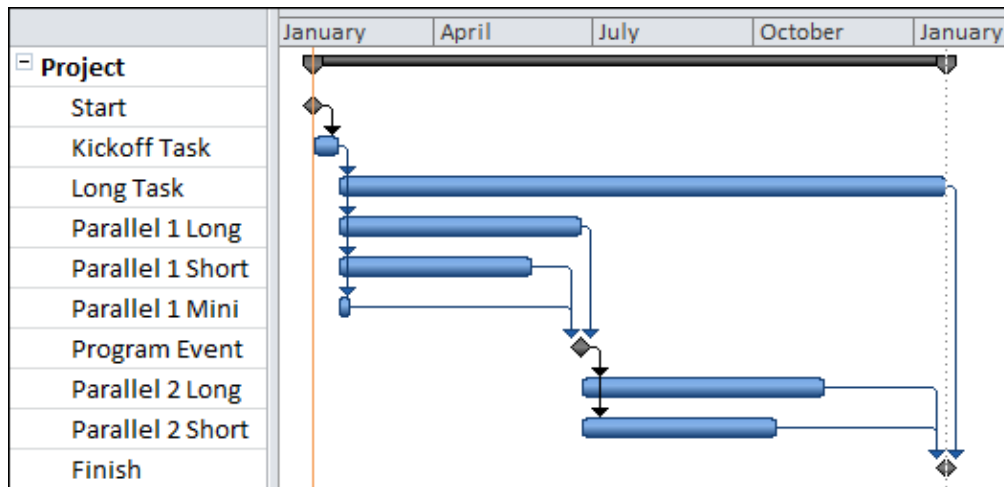 January April July October January
Project
Start
Kickoff Task
Long Task
Parallel 1 Long
Parallel 1 Short
Parallel 1 Mini
Program Event
Parallel 2 Long
Parallel 2 Short
Finish